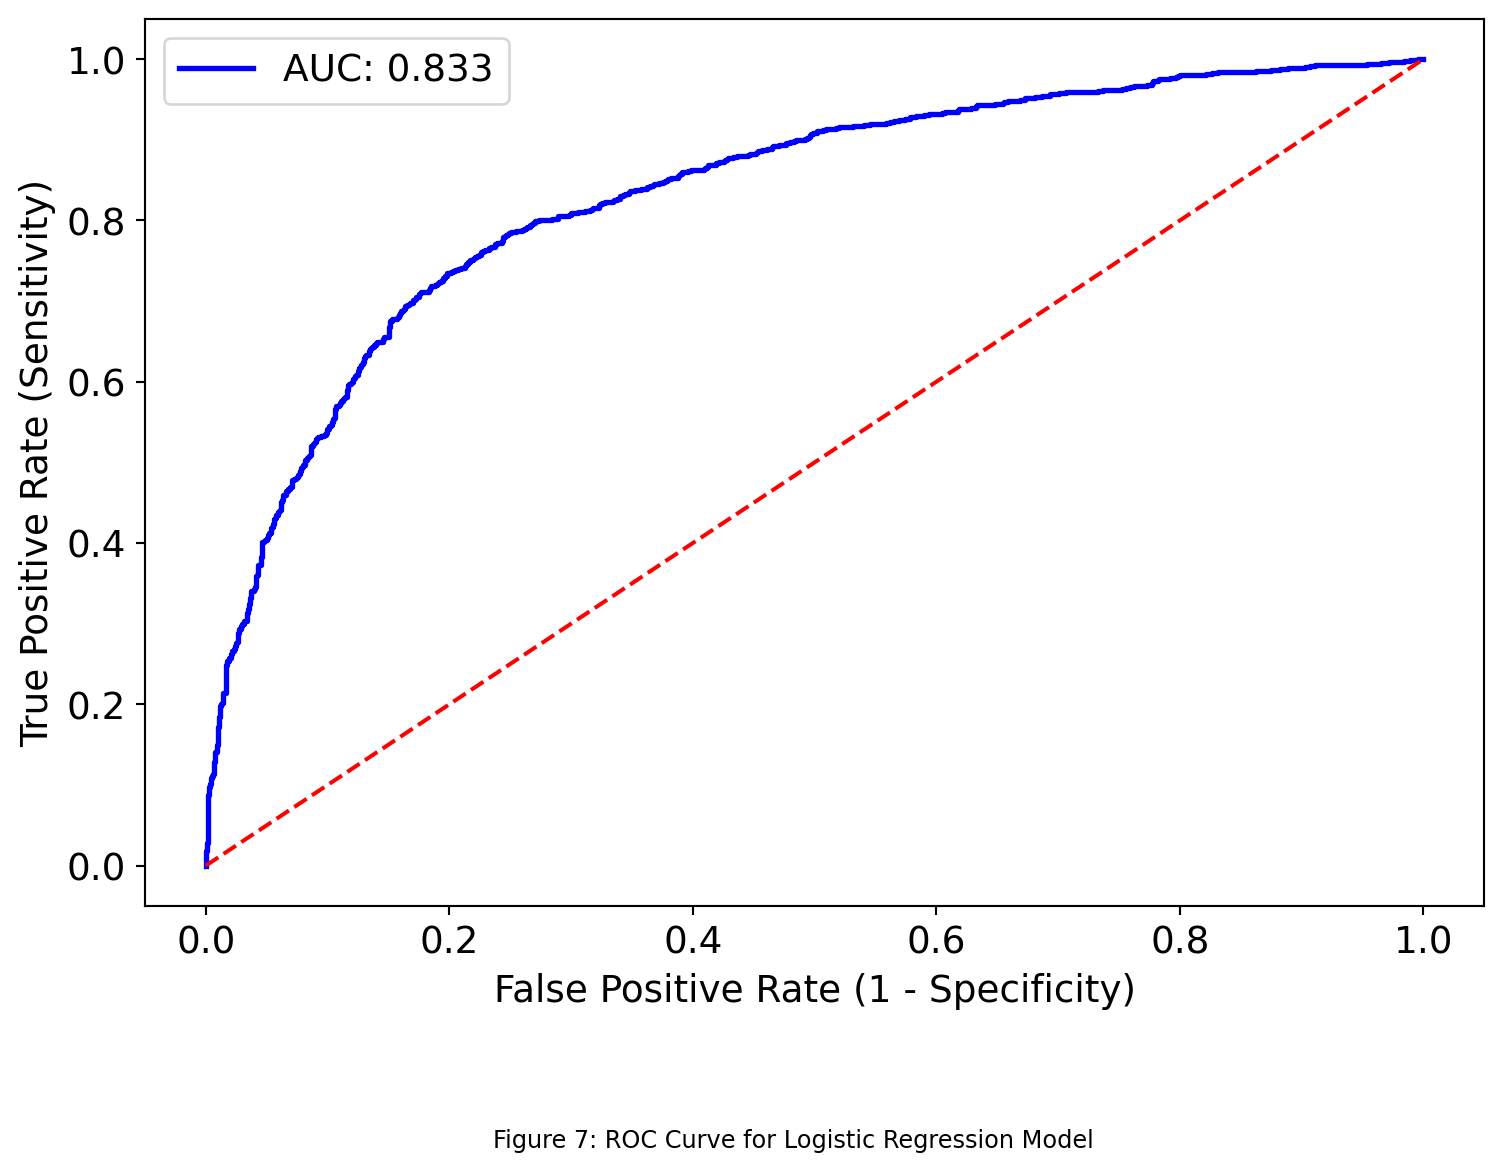 AUC: 0.833
1.0
0.8
0.6
0.4
0.2
0.0
True Positive Rate (Sensitivity)
0.0 0.2 0.4 0.6 0.8 1.0
False Positive Rate (1 - Specificity)
Figure 7: ROC Curve for Logistic Regression Model